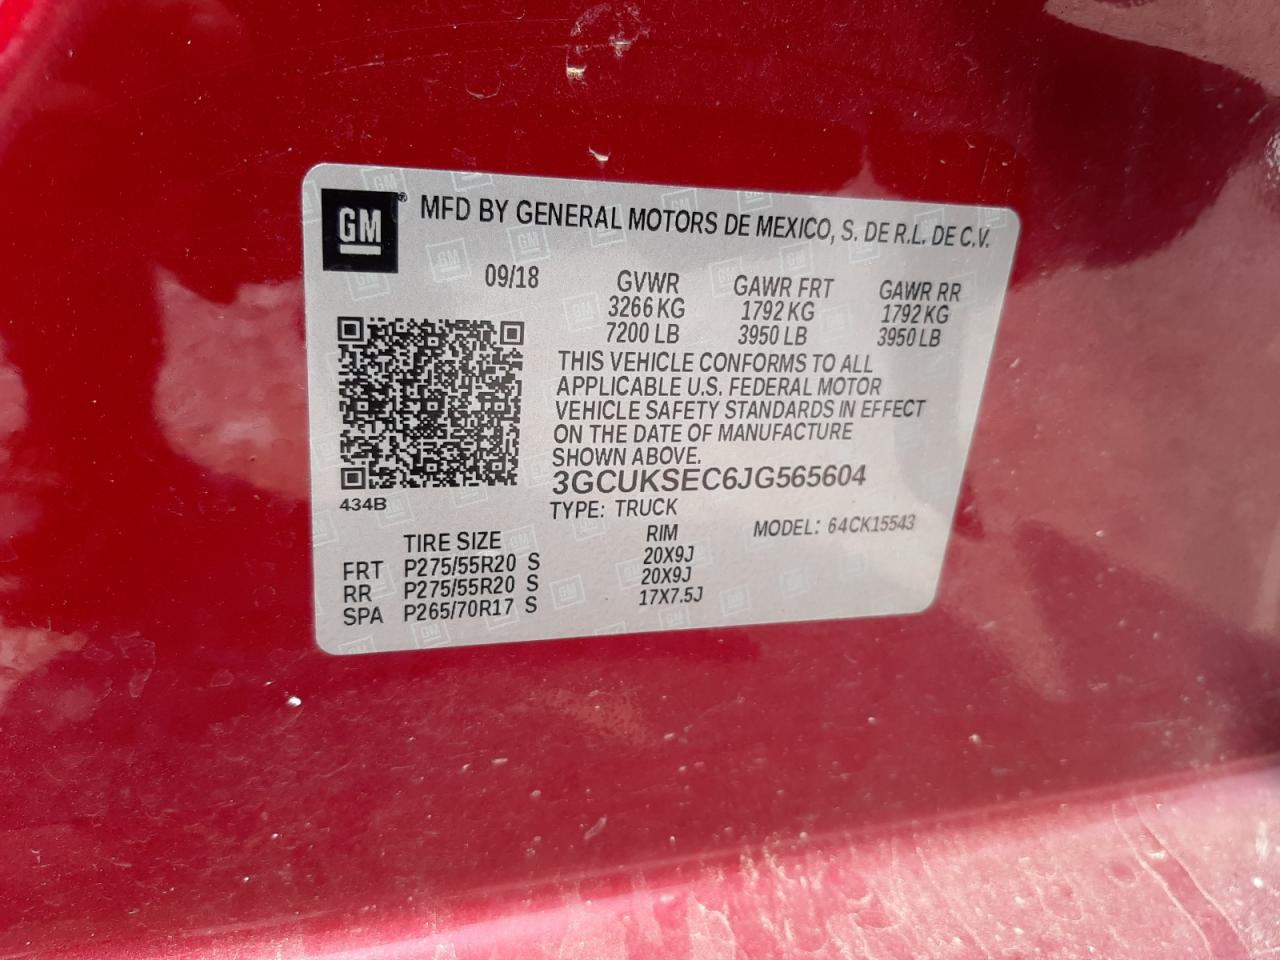 GM ® MFD BY GENERAL MOTORS DE MEXICO, S. DE R.L. DE C.V.
09/18 GVWR GAWR FRT GAWR RR
3266 KG 1792 KG 1792 KG
7200 LB 3950 LB 3950 LB
THIS VEHICLE CONFORMS TO ALL
APPLICABLE U.S. FEDERAL MOTOR
VEHICLE SAFETY STANDARDS IN EFFECT
ON THE DATE OF MANUFACTURE
SHOWN ABOVE.
3GCUKSEC6JG565604
434B
TYPE: TRUCK
MODEL: 64CK15543
TIRE SIZE RIM
FRT P275/55R20 S 20X9J
RR P275/55R20 S 20X9J
SPA P265/70R17 S 17X7.5J